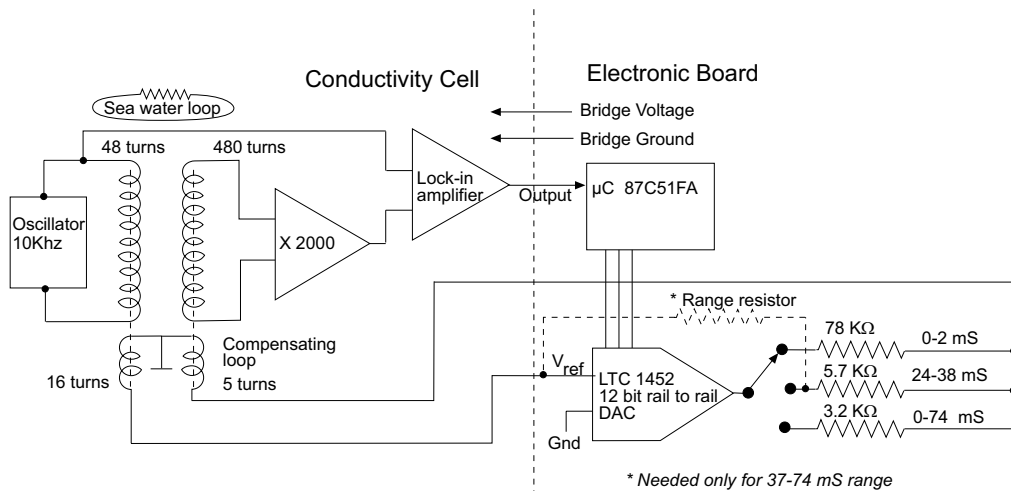 Conductivity Cell
Electronic Board
Sea water loop
Bridge Voltage
Bridge Ground
48 turns
480 turns
Lock-in
amplifier
Output
µC 87C51FA
Oscillator
10Khz
X 2000
* Range resistor
Compensating
loop
16 turns
5 turns
Vref
LTC 1452
12 bit rail to rail
DAC
Gnd
78 KΩ
0-2 mS
5.7 KΩ
24-38 mS
3.2 KΩ
0-74 mS
* Needed only for 37-74 mS range